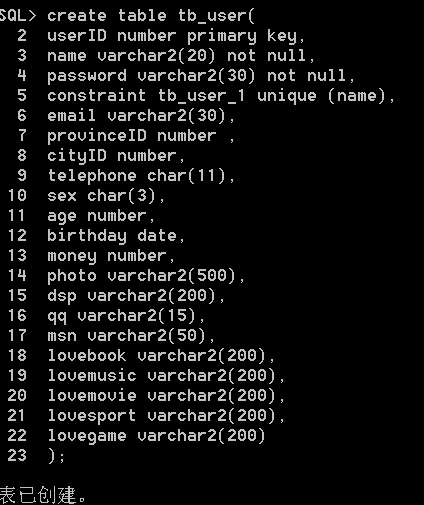 SQL> create table tb_user(
2 userID number primary key,
3 name varchar2(20) not null,
4 password varchar2(30) not null,
5 constraint tb_user_1 unique (name),
6 email varchar2(30),
7 provinceID number ,
8 cityID number,
9 telephone char(11),
10 sex char(3),
11 age number,
12 birthday date,
13 money number,
14 photo varchar2(500),
15 dsp varchar2(200),
16 qq varchar2(15),
17 msn varchar2(50),
18 lovebook varchar2(200),
19 lovemusic varchar2(200),
20 lovemovie varchar2(200),
21 lovesport varchar2(200),
22 lovegame varchar2(200)
23 );
表已创建。